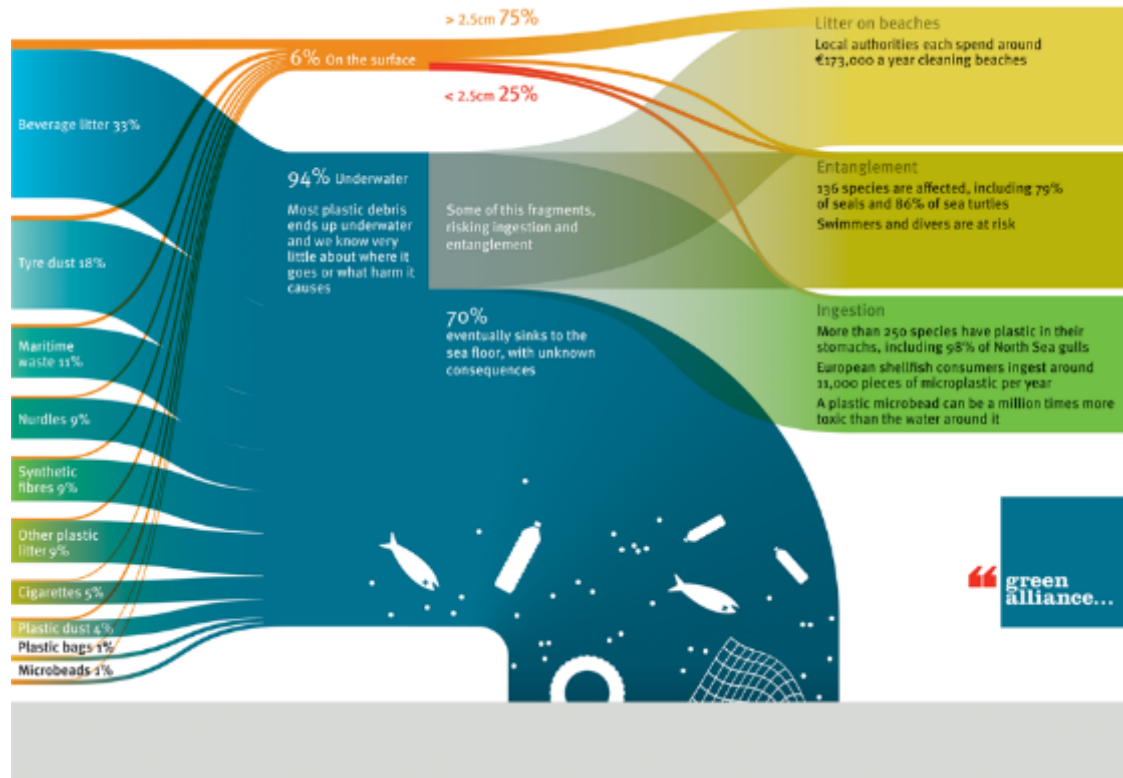 Beverage litter 33%
Tyre dust 18%
Maritime
waste 11%
Nurdles 9%
Synthetic
fibres 9%
Other plastic
litter 9%
Cigarettes 5%
Plastic dust 4%
Plastic bags 1%
Microbeads 1%
6% On the surface
94% Underwater
Most plastic debris
ends up underwater
and we know very
little about where it
goes or what harm it
causes
> 2.5cm 75%
< 2.5cm 25%
Some of this fragments,
risking ingestion and
entanglement
70%
eventually sinks to the
sea floor, with unknown
consequences
Litter on beaches
Local authorities each spend around
€173,000 a year cleaning beaches
Entanglement
136 species are affected, including 79%
of seals and 86% of sea turtles
Swimmers and divers are at risk
Ingestion
More than 250 species have plastic in their
stomachs, including 98% of North Sea gulls
European shellfish consumers ingest around
11,000 pieces of microplastic per year
A plastic microbead can be a million times more
toxic than the water around it
❝ green
alliance...